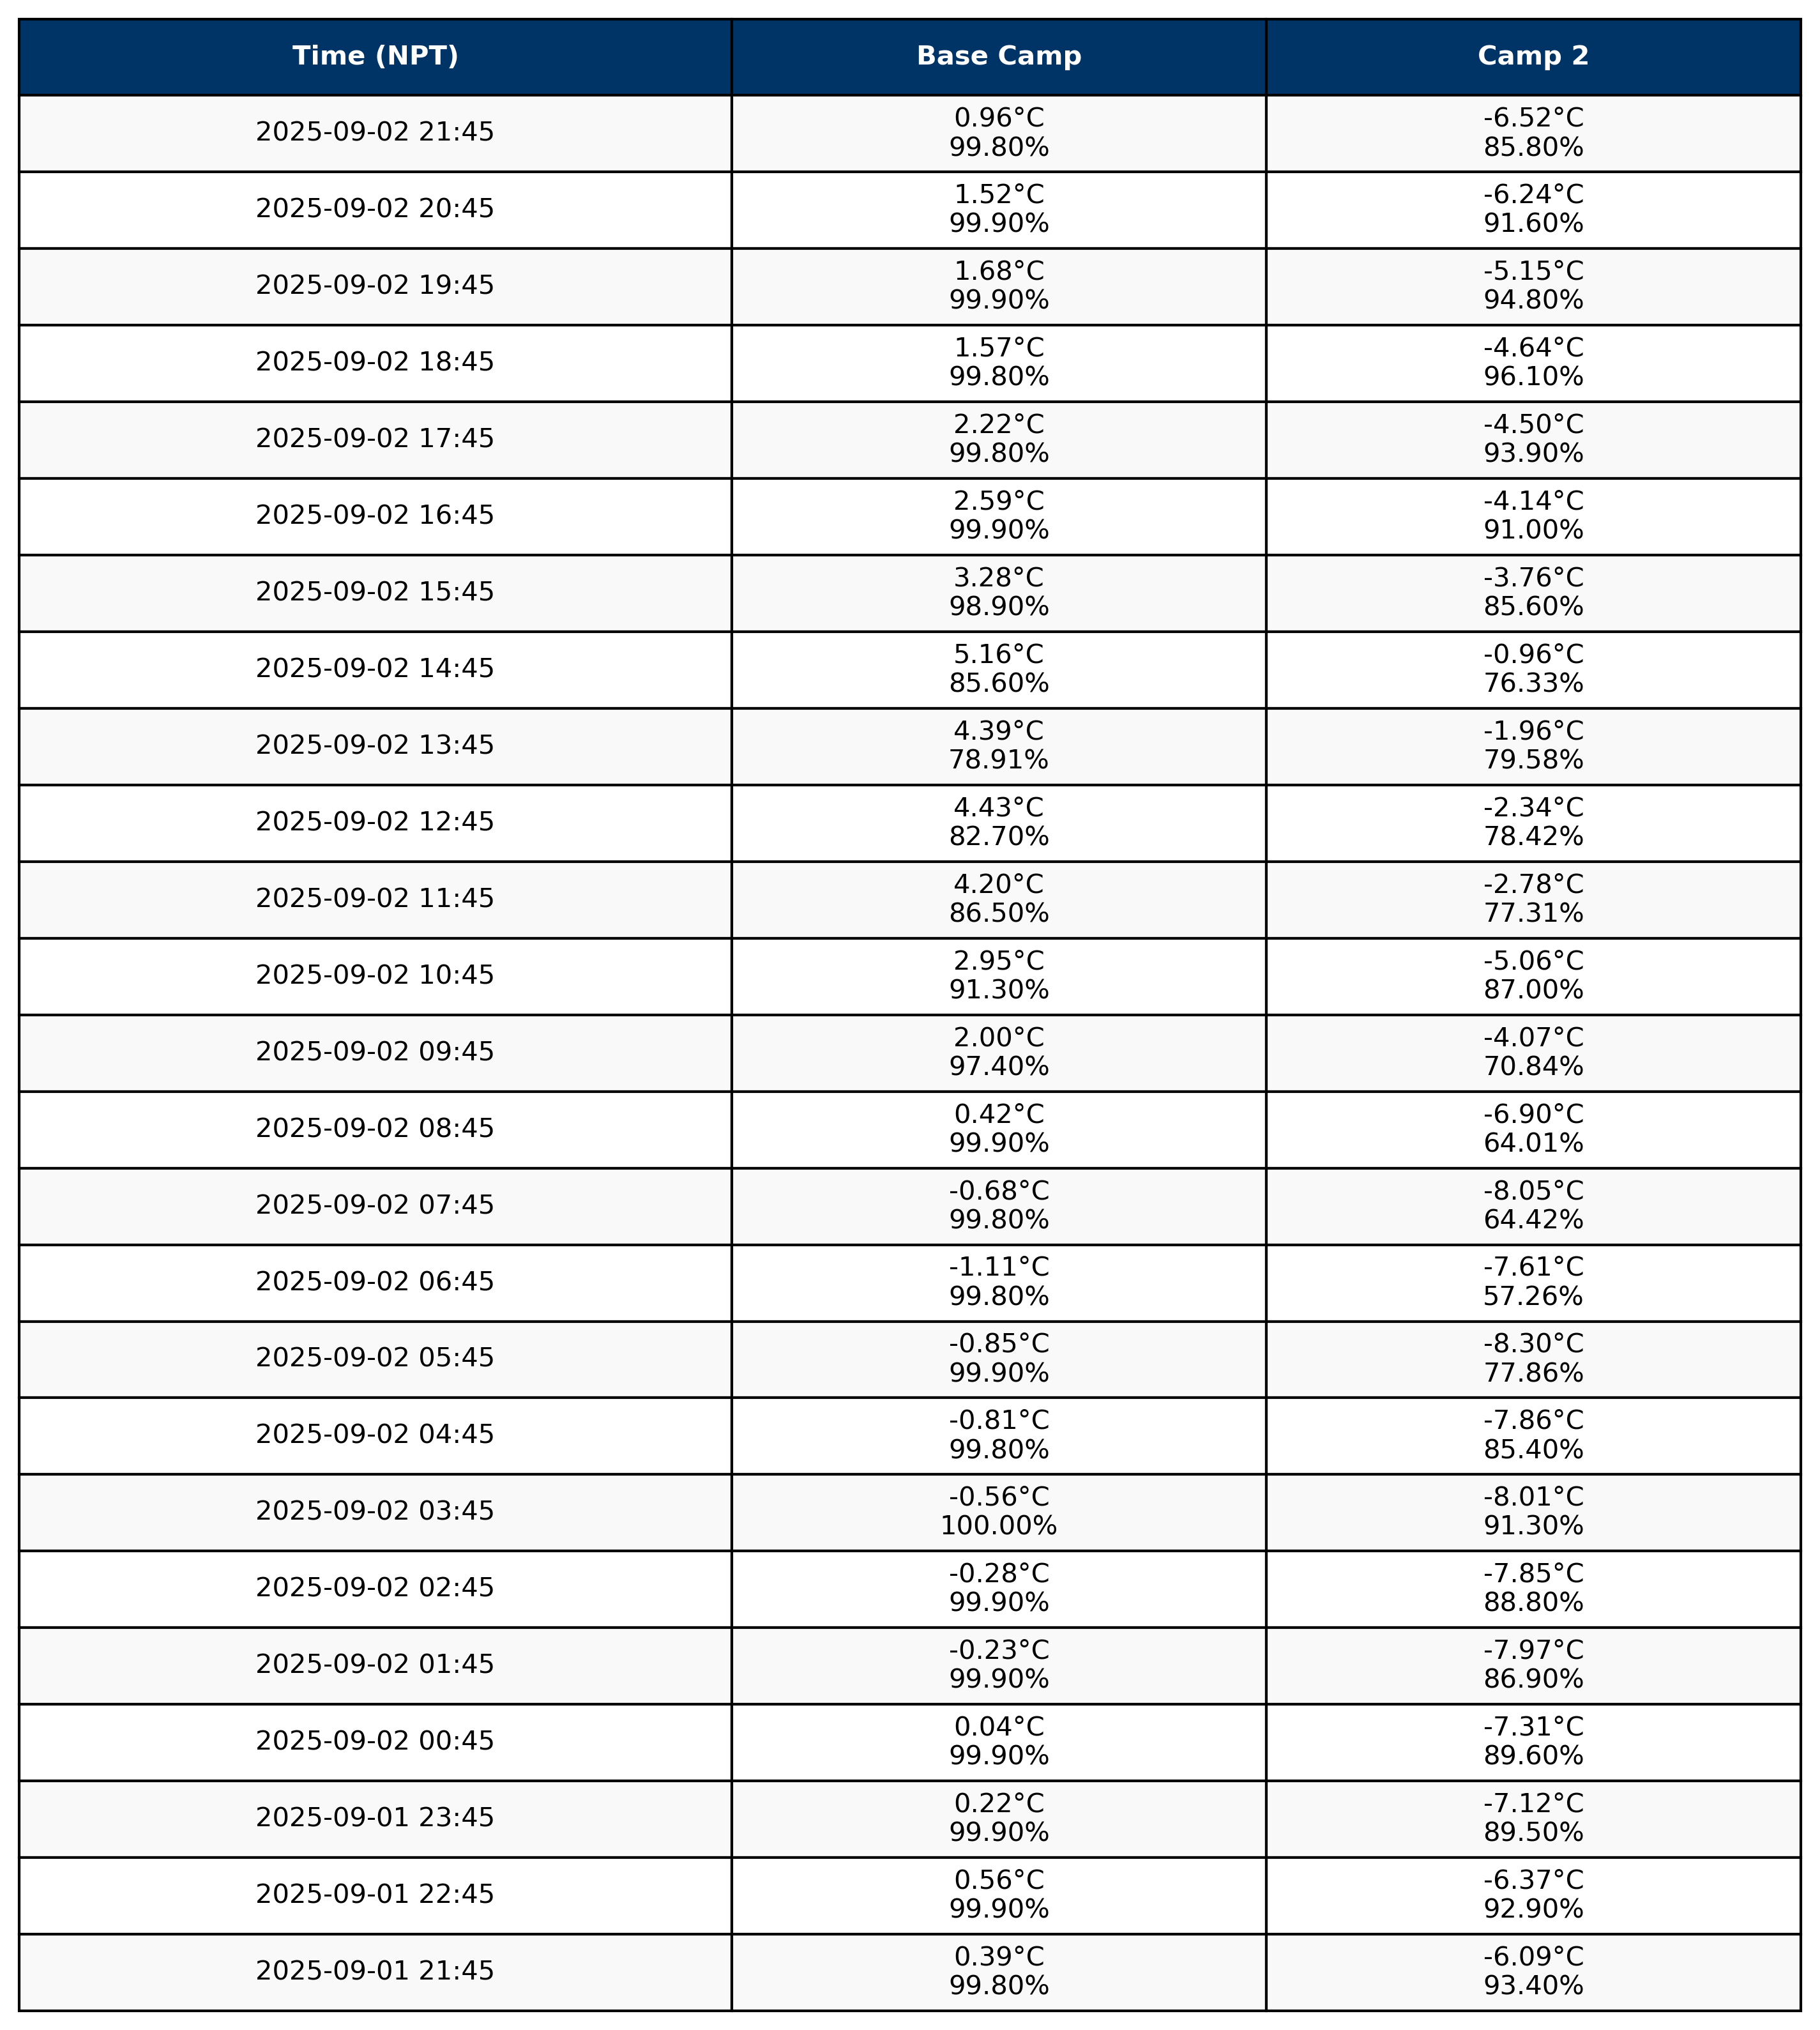 Time (NPT) Base Camp Camp 2
0.96°C -6.52°C
2025-09-02 21:45
99.80% 85.80%
1.52°C -6.24°C
2025-09-02 20:45
99.90% 91.60%
1.68°C -5.15°C
2025-09-02 19:45
99.90% 94.80%
1.57°C -4.64°C
2025-09-02 18:45
99.80% 96.10%
2.22°C -4.50°C
2025-09-02 17:45
99.80% 93.90%
2.59°C -4.14°C
2025-09-02 16:45
99.90% 91.00%
3.28°C -3.76°C
2025-09-02 15:45
98.90% 85.60%
5.16°C -0.96°C
2025-09-02 14:45
85.60% 76.33%
4.39°C -1.96°C
2025-09-02 13:45
78.91% 79.58%
4.43°C -2.34°C
2025-09-02 12:45
82.70% 78.42%
4.20°C -2.78°C
2025-09-02 11:45
86.50% 77.31%
2.95°C -5.06°C
2025-09-02 10:45
91.30% 87.00%
2.00°C -4.07°C
2025-09-02 09:45
97.40% 70.84%
0.42°C -6.90°C
2025-09-02 08:45
99.90% 64.01%
-0.68°C -8.05°C
2025-09-02 07:45
99.80% 64.42%
-1.11°C -7.61°C
2025-09-02 06:45
99.80% 57.26%
-0.85°C -8.30°C
2025-09-02 05:45
99.90% 77.86%
-0.81°C -7.86°C
2025-09-02 04:45
99.80% 85.40%
-0.56°C -8.01°C
2025-09-02 03:45
100.00% 91.30%
-0.28°C -7.85°C
2025-09-02 02:45
99.90% 88.80%
-0.23°C -7.97°C
2025-09-02 01:45
99.90% 86.90%
0.04°C -7.31°C
2025-09-02 00:45
99.90% 89.60%
0.22°C -7.12°C
2025-09-01 23:45
99.90% 89.50%
0.56°C -6.37°C
2025-09-01 22:45
99.90% 92.90%
0.39°C -6.09°C
2025-09-01 21:45
99.80% 93.40%